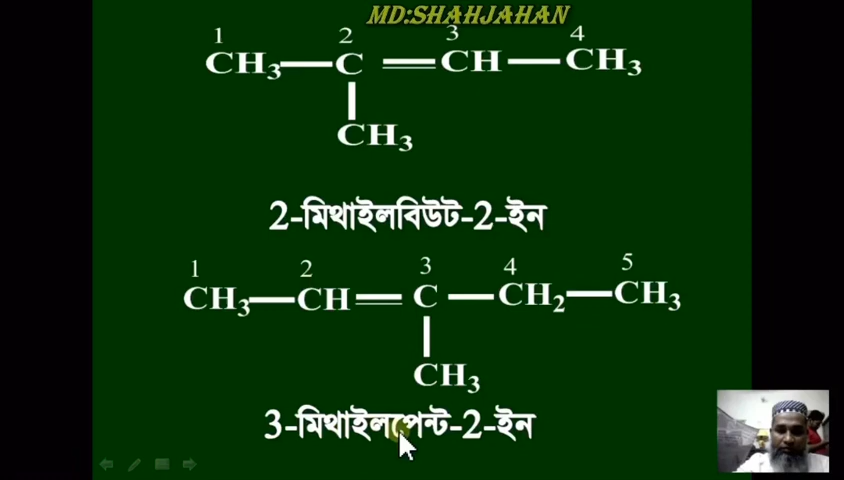 MD:SHAHJAHAN
1 2 3 4
CH3—C═CH—CH3
CH3
2-মিথাইলবিউট-2-ইন
1 2 3 4 5
CH3—CH═C—CH2—CH3
CH3
3-মিথাইলপেন্ট-2-ইন